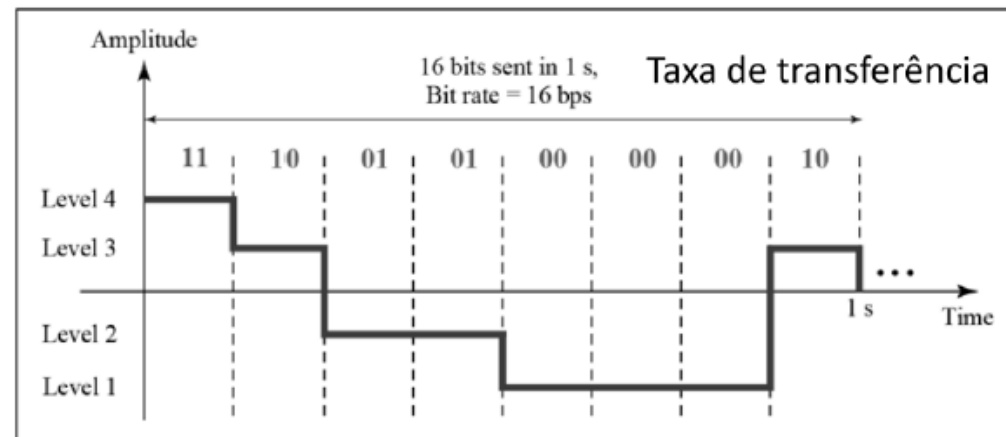 Amplitude
16 bits sent in 1 s,
Bit rate = 16 bps
Taxa de transferência
11 10 01 01 00 00 00 10
Level 4
Level 3
...
1 s
Time
Level 2
Level 1